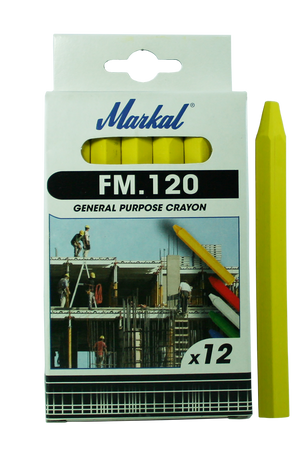 Markal
FM.120
GENERAL PURPOSE CRAYON
x12